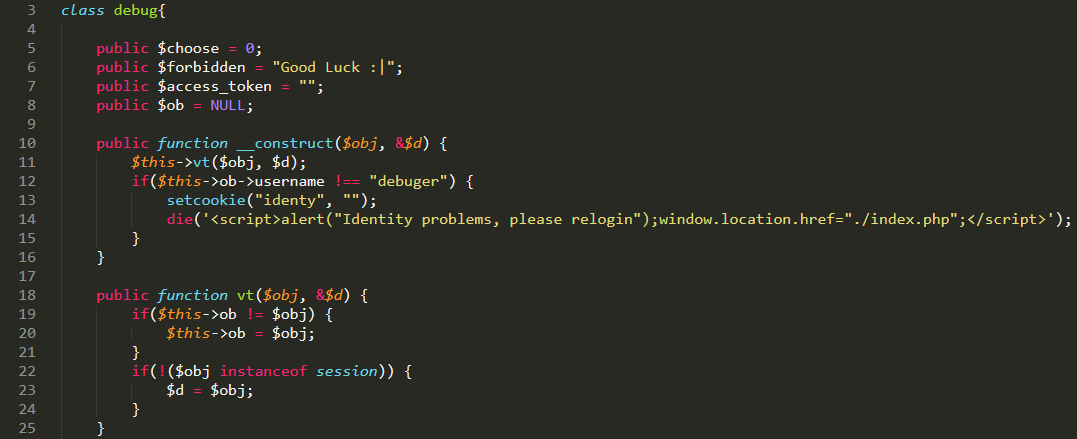 3 class debug{
4
5 public $choose = 0;
6 public $forbidden = "Good Luck :|";
7 public $access_token = "";
8 public $ob = NULL;
9
10 public function __construct($obj, &$d) {
11 $this->vt($obj, $d);
12 if($this->ob->username !== "debuger") {
13 setcookie("identy", "");
14 die('<script>alert("Identity problems, please relogin");window.location.href="./index.php";</script>');
15 }
16 }
17
18 public function vt($obj, &$d) {
19 if($this->ob != $obj) {
20 $this->ob = $obj;
21 }
22 if(!($obj instanceof session)) {
23 $d = $obj;
24 }
25 }